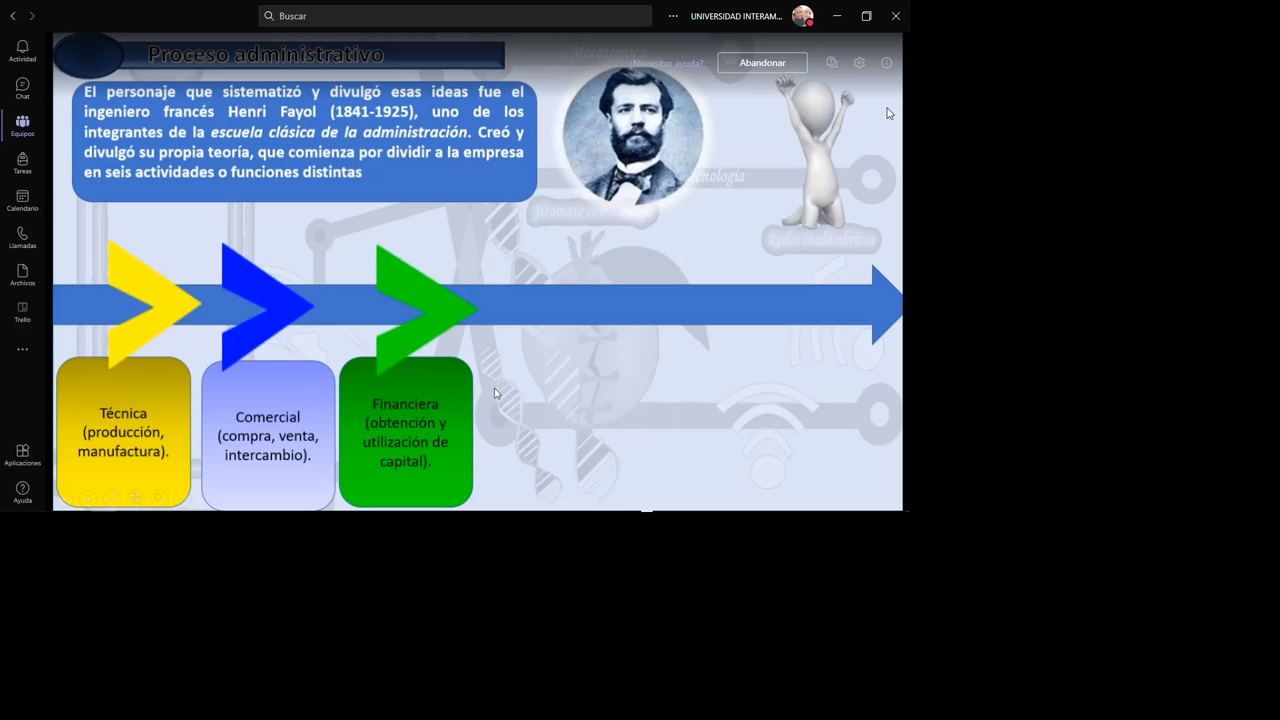 Buscar
UNIVERSIDAD INTERAM...
Actividad
Chat
Equipos
Tareas
Calendario
Llamadas
Archivos
Trello
Aplicaciones
Ayuda
Proceso administrativo
Mecatrónica
¿Necesitas ayuda?
Abandonar
El personaje que sistematizó y divulgó esas ideas fue el
ingeniero francés Henri Fayol (1841-1925), uno de los
integrantes de la escuela clásica de la administración. Creó y
divulgó su propia teoría, que comienza por dividir a la empresa
en seis actividades o funciones distintas
Redes inalámbricas
Técnica
(producción,
manufactura).
Comercial
(compra, venta,
intercambio).
Financiera
(obtención y
utilización de
capital).